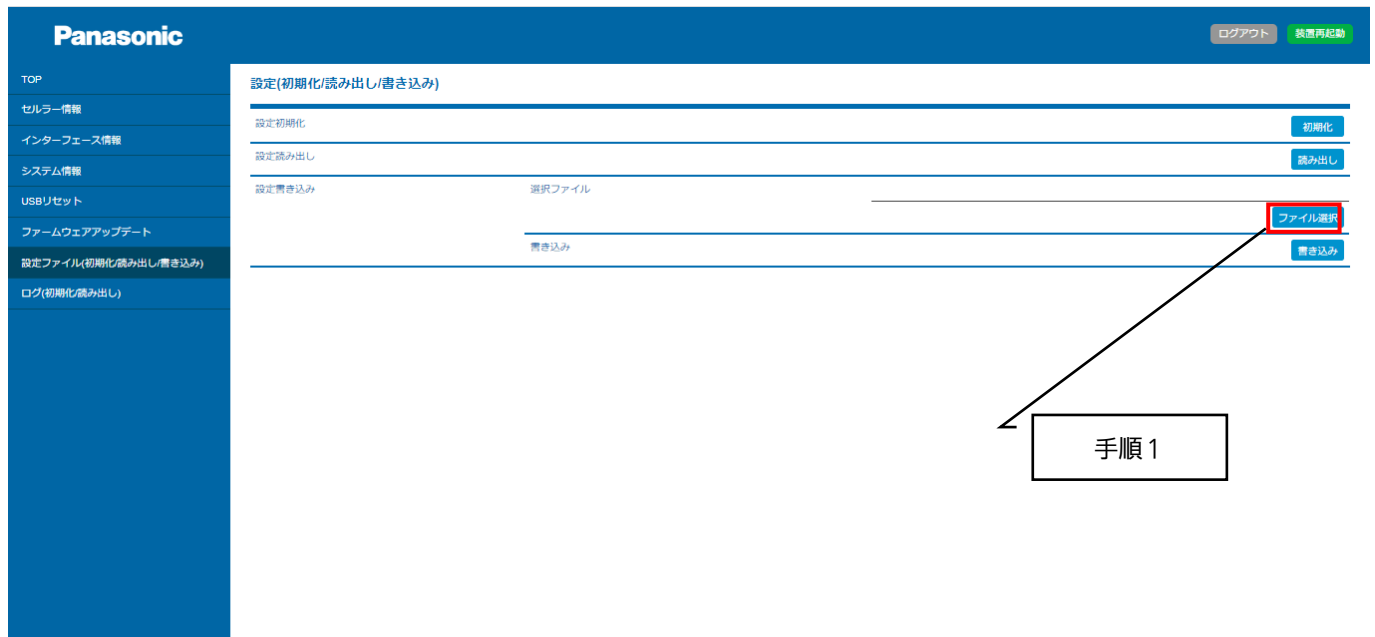 Panasonic
ログアウト
装置再起動
TOP
セルラー情報
インターフェース情報
システム情報
USBリセット
ファームウェアアップデート
設定ファイル(初期化/読み出し/書き込み)
ログ(初期化/読み出し)
設定(初期化/読み出し/書き込み)
設定初期化
初期化
設定読み出し
読み出し
設定書き込み
選択ファイル
ファイル選択
書き込み
書き込み
手順1